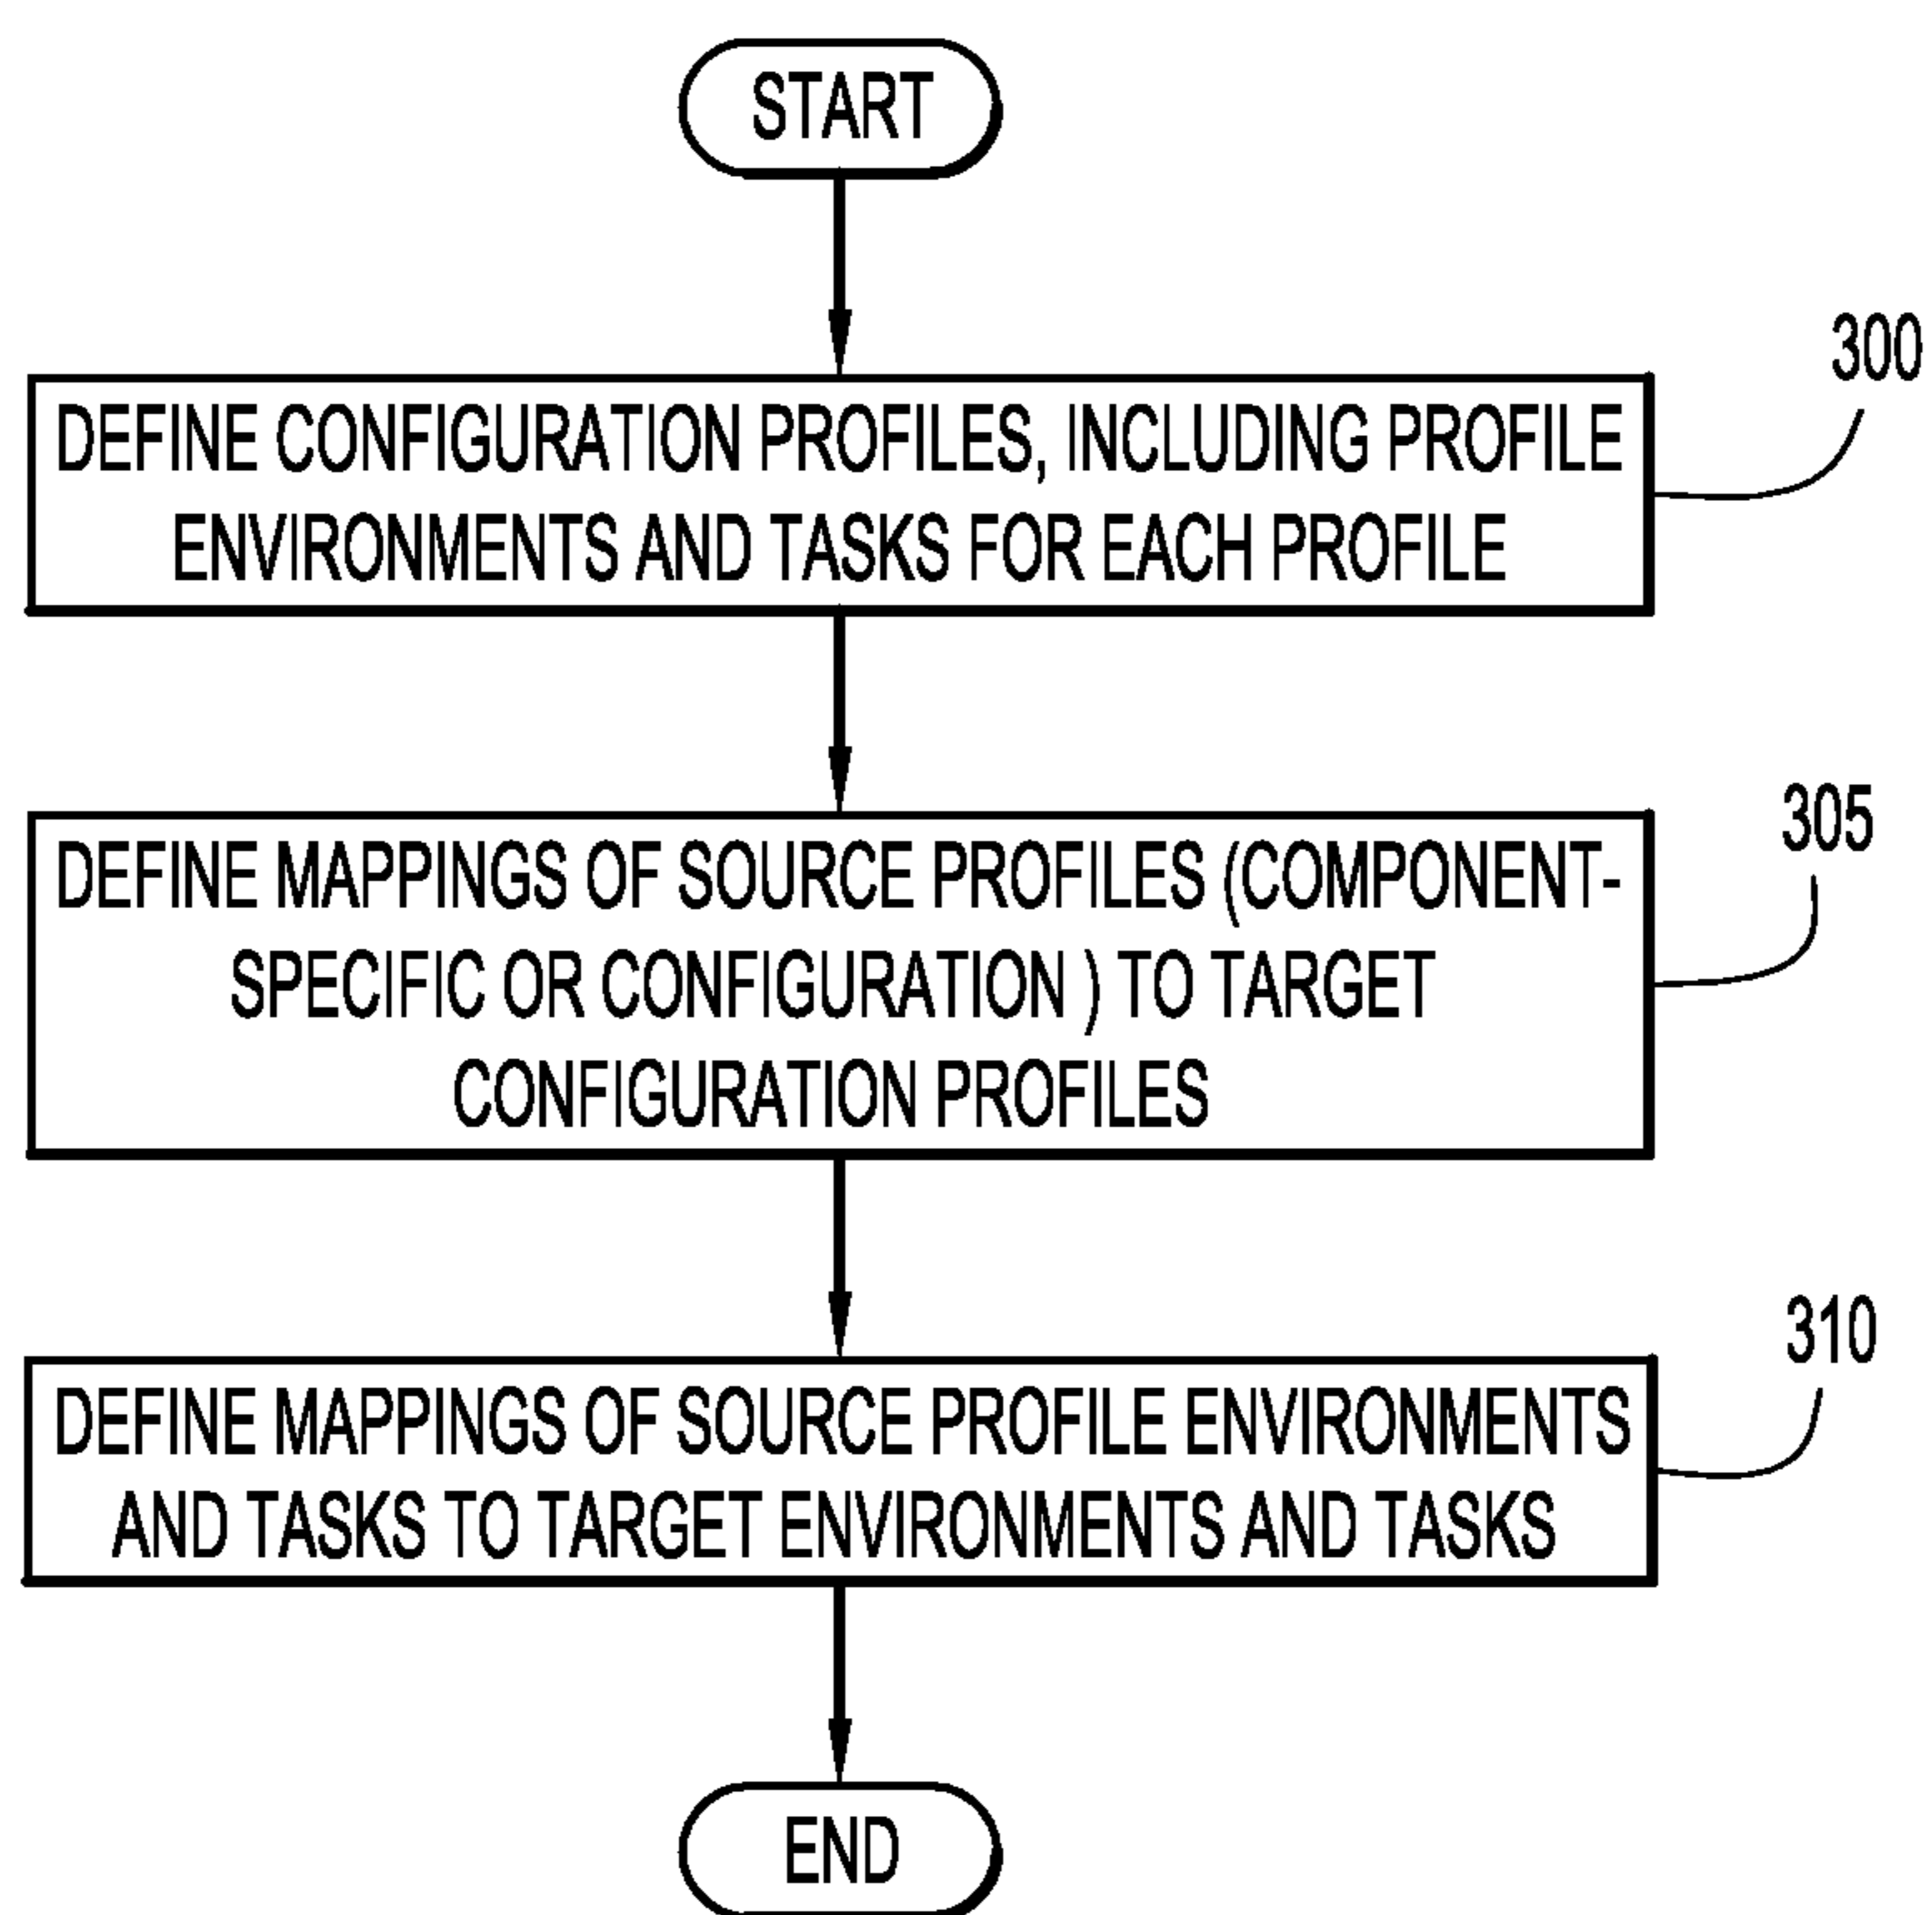 START
300
DEFINE CONFIGURATION PROFILES, INCLUDING PROFILE
ENVIRONMENTS AND TASKS FOR EACH PROFILE
305
DEFINE MAPPINGS OF SOURCE PROFILES (COMPONENT-
SPECIFIC OR CONFIGURATION ) TO TARGET
CONFIGURATION PROFILES
310
DEFINE MAPPINGS OF SOURCE PROFILE ENVIRONMENTS
AND TASKS TO TARGET ENVIRONMENTS AND TASKS
END